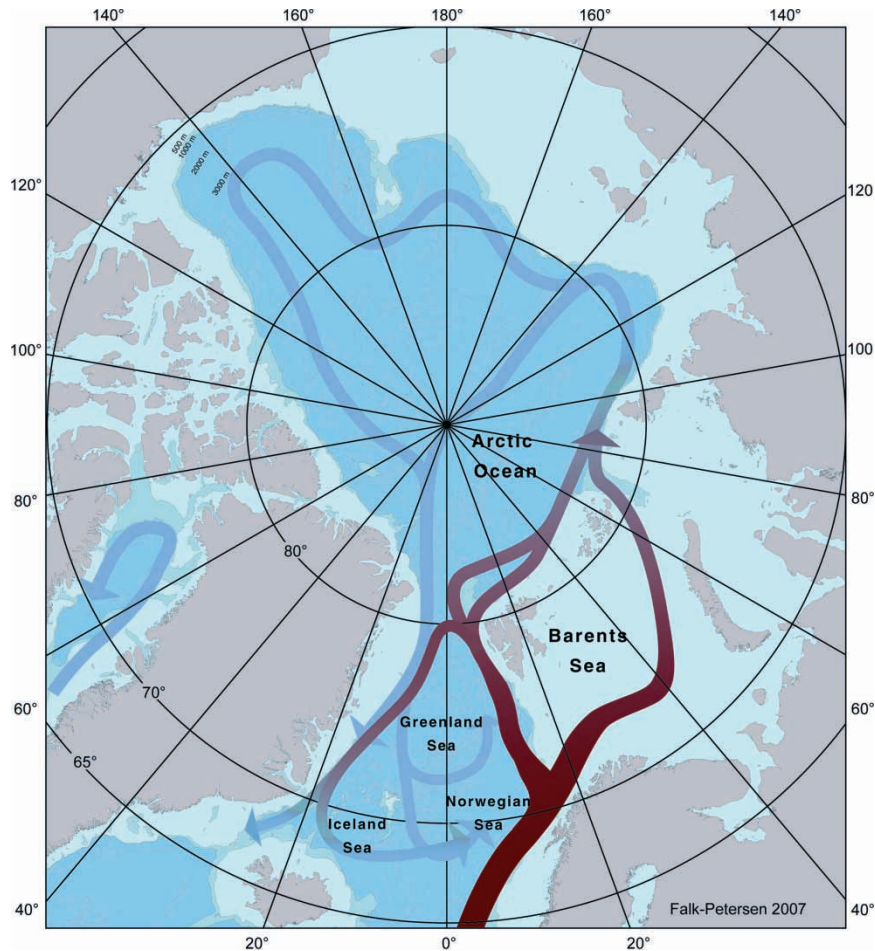 140°
160°
180°
160°
140°
500 m
1000 m
2000 m
3000 m
120°
120
100°
100
Arctic
Ocean
80°
80°
80°
Barents
Sea
70°
60°
60°
Greenland
Sea
65°
Norwegian
Sea
Iceland
Sea
Falk-Petersen 2007
40°
40°
20°
0°
20°